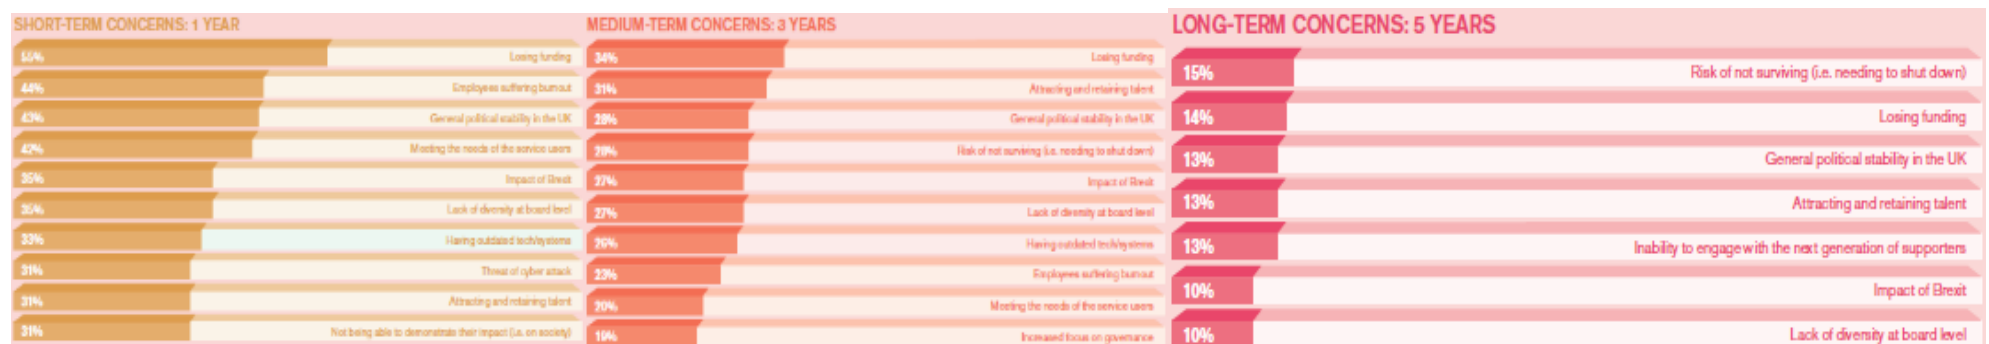 SHORT-TERM CONCERNS: 1 YEAR
55% Losing funding
44% Employees suffering burnout
43% General political stability in the UK
42% Meeting the needs of the service users
35% Impact of Brexit
35% Lack of diversity at board level
33% Having outdated tech/systems
31% Threat of cyber attack
31% Attracting and retaining talent
31% Not being able to demonstrate their impact (i.e. on society)
MEDIUM-TERM CONCERNS: 3 YEARS
34% Losing funding
31% Attracting and retaining talent
28% General political stability in the UK
28% Risk of not surviving (i.e. needing to shut down)
27% Impact of Brexit
27% Lack of diversity at board level
26% Having outdated tech/systems
23% Employees suffering burnout
20% Meeting the needs of the service users
19% Increased focus on governance
LONG-TERM CONCERNS: 5 YEARS
15% Risk of not surviving (i.e. needing to shut down)
14% Losing funding
13% General political stability in the UK
13% Attracting and retaining talent
13% Inability to engage with the next generation of supporters
10% Impact of Brexit
10% Lack of diversity at board level